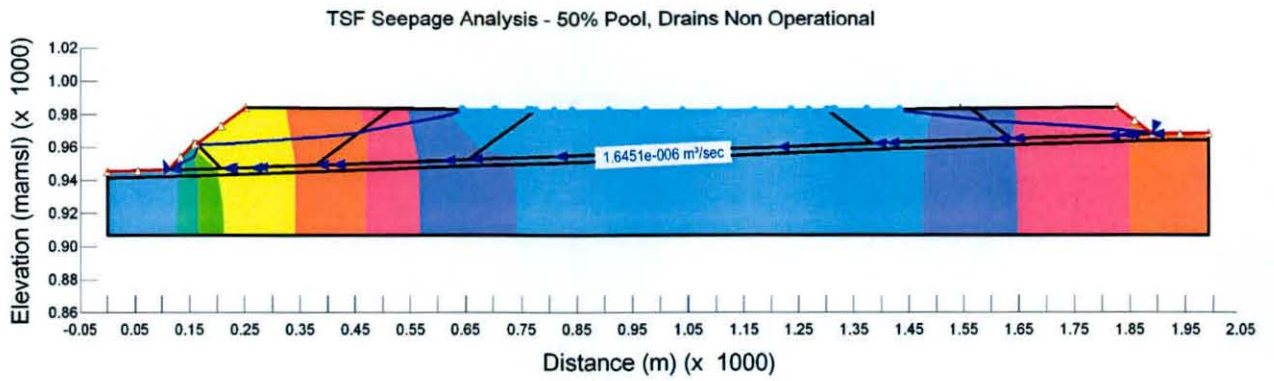 TSF Seepage Analysis - 50% Pool, Drains Non Operational
Elevation (mamsl) (x 1000)
1.02
1.00
0.98
0.96
0.94
0.92
0.90
0.88
0.86
1.6451e-006 m³/sec
-0.05 0.05 0.15 0.25 0.35 0.45 0.55 0.65 0.75 0.85 0.95 1.05 1.15 1.25 1.35 1.45 1.55 1.65 1.75 1.85 1.95 2.05
Distance (m) (x 1000)